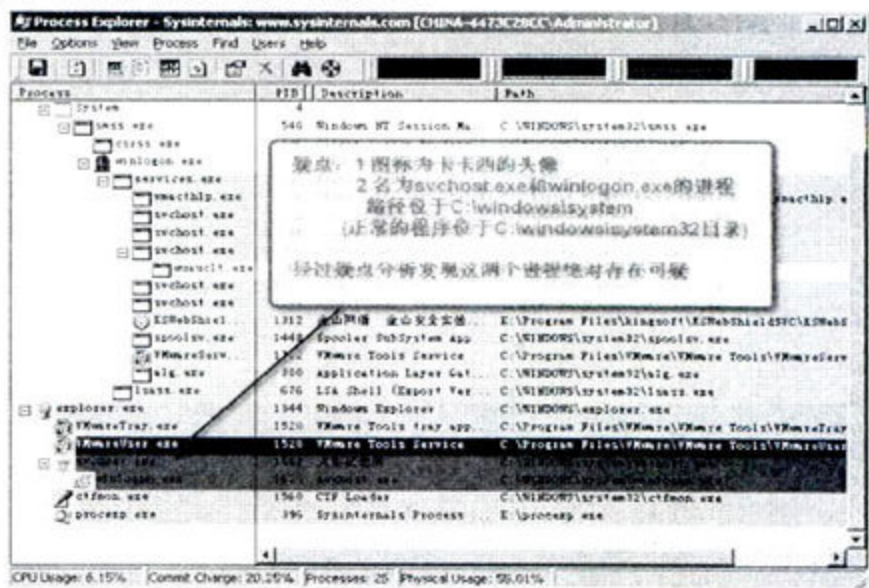 Process Explorer - Sysinternals: www.sysinternals.com [CHINA-4473C28CC\Administrator]
File Options View Process Find Users Help
Process PID Description Path
System 4
smss.exe 540 Windows NT Session Ma.. C:\WINDOWS\system32\smss.exe
csrss.exe
winlogon.exe
services.exe
vmacthlp.exe vmacthlp.e
svchost.exe
svchost.exe
svchost.exe
wuauclt.exe
svchost.exe
svchost.exe
KSWebShiel.. 1312 金山网盾 金山安全实验.. E:\Program Files\kingsoft\KSWebShieldSVC\KSWebS
spoolsv.exe 1448 Spooler SubSystem App C:\WINDOWS\system32\spoolsv.exe
VMwareServ.. VMware Tools Service C:\Program Files\VMware\VMware Tools\VMwareServ
alg.exe Application Layer Gat.. C:\WINDOWS\system32\alg.exe
lsass.exe 676 LSA Shell (Export Ver.. C:\WINDOWS\system32\lsass.exe
explorer.exe 1344 Windows Explorer C:\WINDOWS\explorer.exe
VMwareTray.exe 1520 VMware Tools tray app.. C:\Program Files\VMware\VMware Tools\VMwareTray
VMwareUser.exe 1528 VMware Tools Service C:\Program Files\VMware\VMware Tools\VMwareUser
ctfmon.exe 1560 CTF Loader C:\WINDOWS\system32\ctfmon.exe
procexp.exe 396 Sysinternals Process E:\procexp.exe
疑点：1 图标为卡卡西的头像
2 名为svchost.exe和winlogon.exe的进程
路径位于C:\windows\system
(正常的程序位于C:\windows\system32目录)
经过疑点分析发现这两个进程绝对存在可疑
CPU Usage: 6.15% Commit Charge: 20.25% Processes: 25 Physical Usage: 55.01%